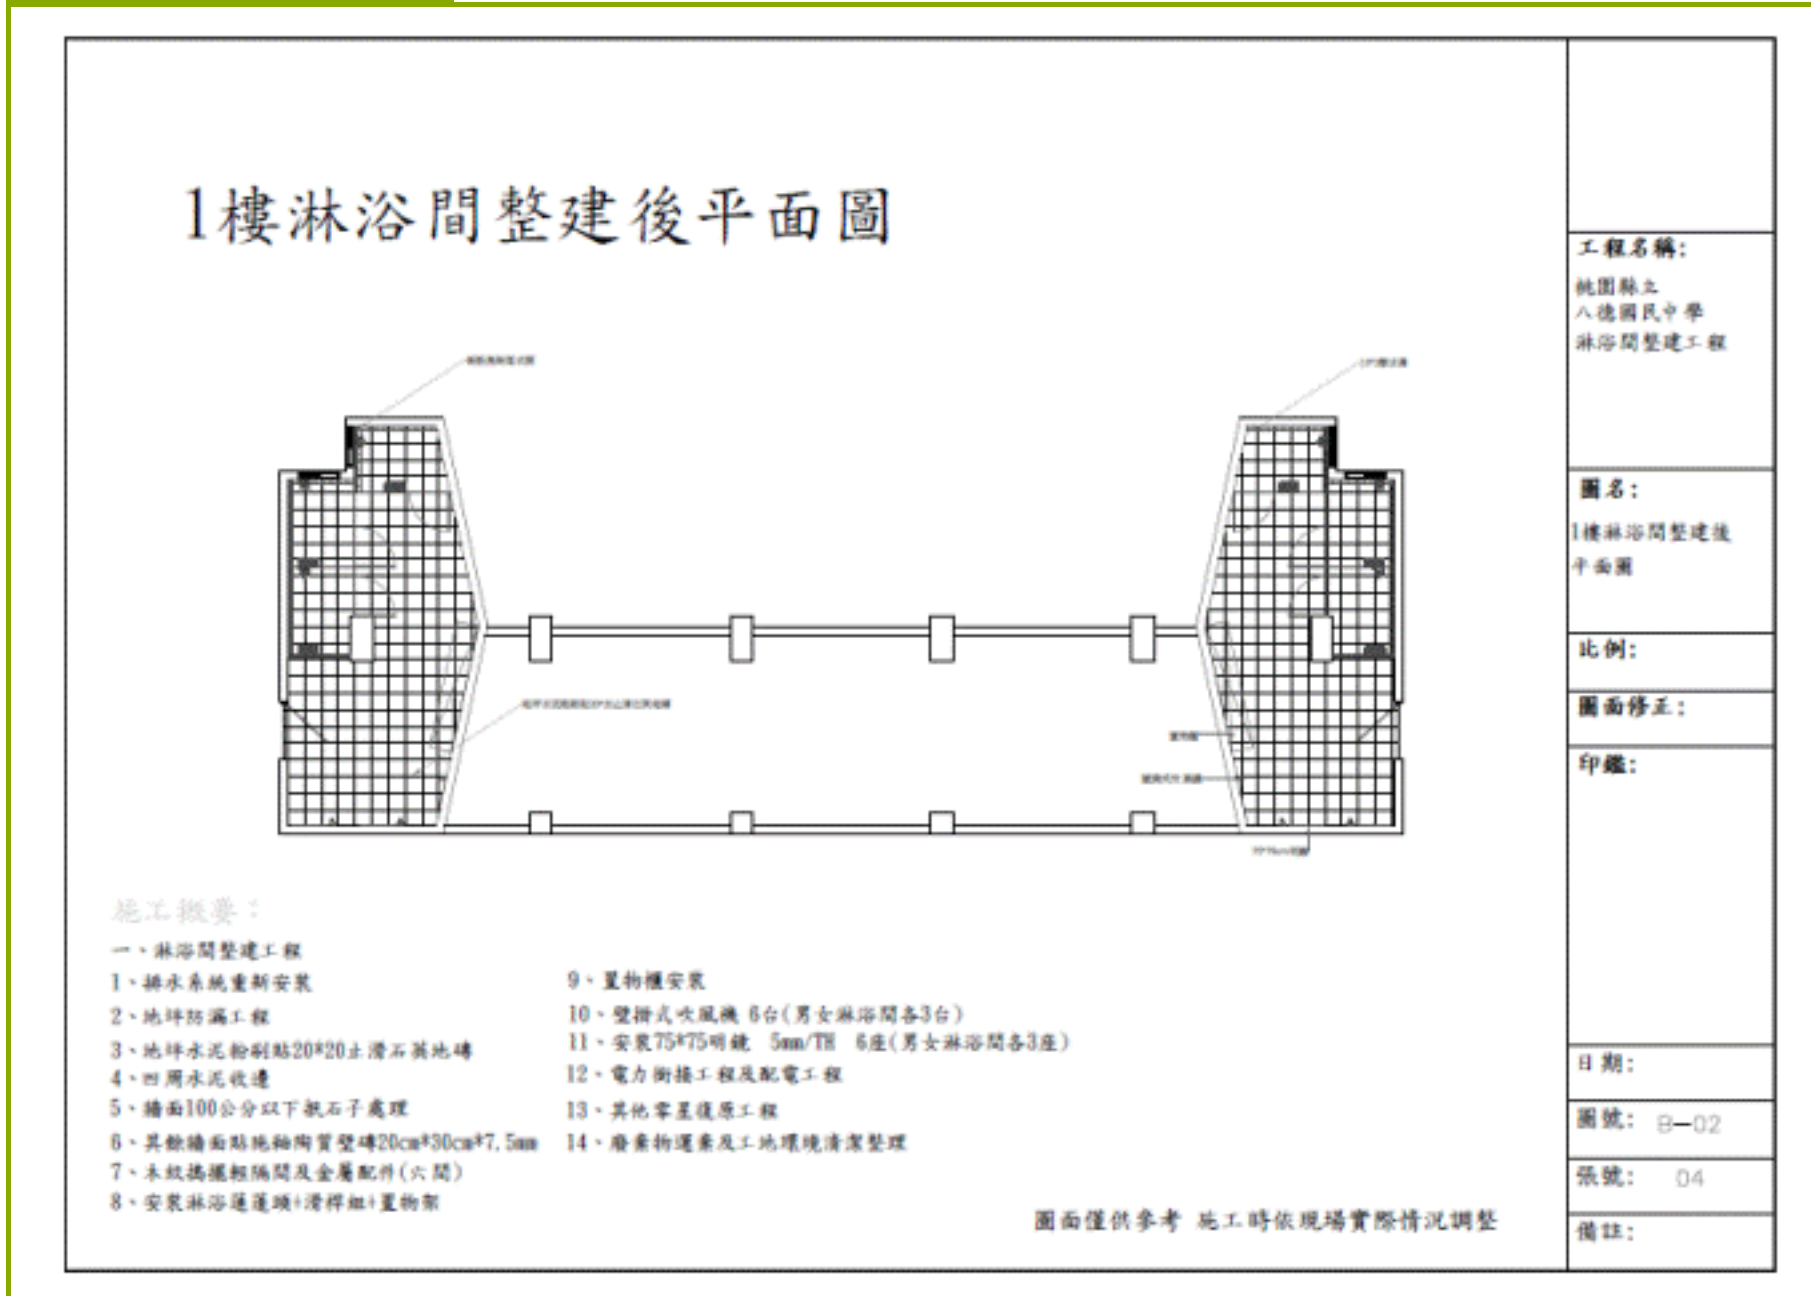 1樓淋浴間整建後平面圖
施工概要：
一、淋浴間整建工程
1、排水系統重新安裝
2、地坪防漏工程
3、地坪水泥粉刷貼20*20止滑石英地磚
4、四周水泥收邊
5、牆面100公分以下抿石子處理
6、其餘牆面貼施釉陶質壁磚20cm*30cm*7.5mm
7、木紋搗擺輕隔間及金屬配件(六間)
8、安裝淋浴蓮蓬頭+滑桿組+置物架
9、置物櫃安裝
10、壁掛式吹風機 6台(男女淋浴間各3台)
11、安裝75*75明鏡 5mm/TH 6座(男女淋浴間各3座)
12、電力銜接工程及配電工程
13、其他零星復原工程
14、廢棄物運棄及工地環境清潔整理
圖面僅供參考 施工時依現場實際情況調整
工程名稱:
桃園縣立
八德國民中學
淋浴間整建工程
圖名:
1樓淋浴間整建後
平面圖
比例:
圖面修正:
印鑑:
日期:
圖號: B-02
張號: 04
備註: